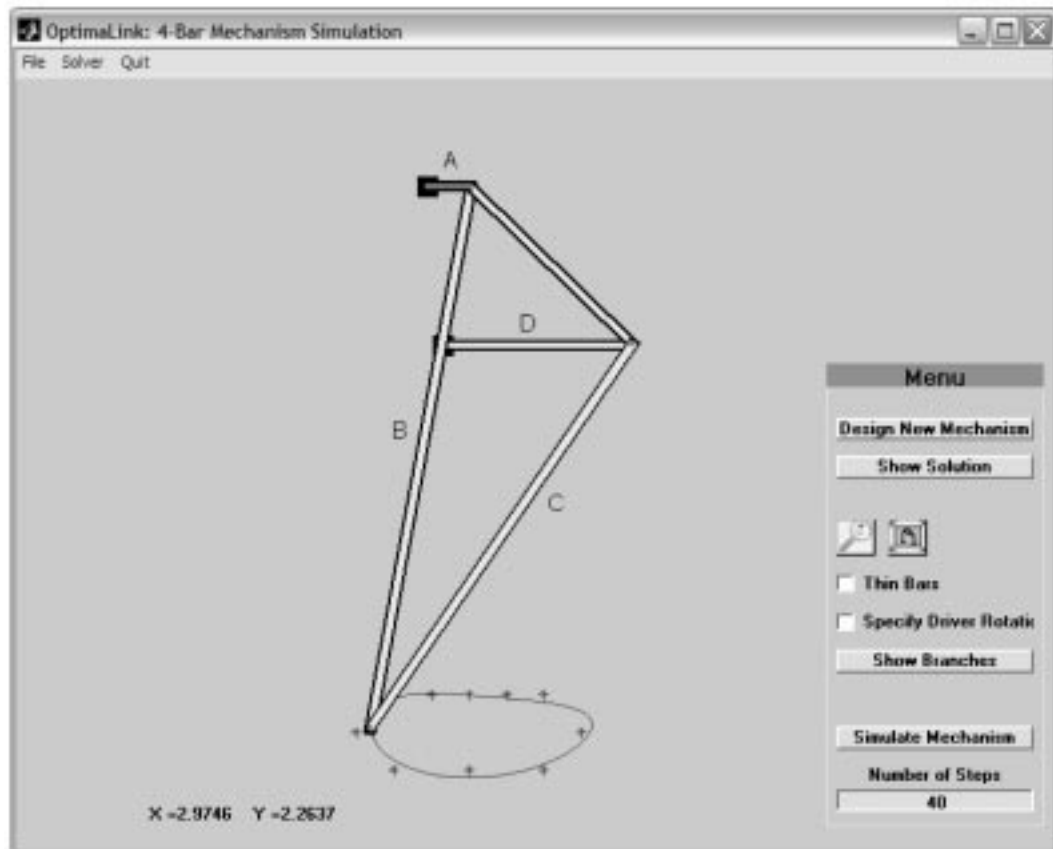 OptimaLink: 4-Bar Mechanism Simulation
File Solver Quit
A
D
B
C
Menu
Design New Mechanism
Show Solution
Thin Bars
Specify Driver Rotatio
Show Branches
Simulate Mechanism
Number of Steps
40
X =2.9746 Y =2.2637